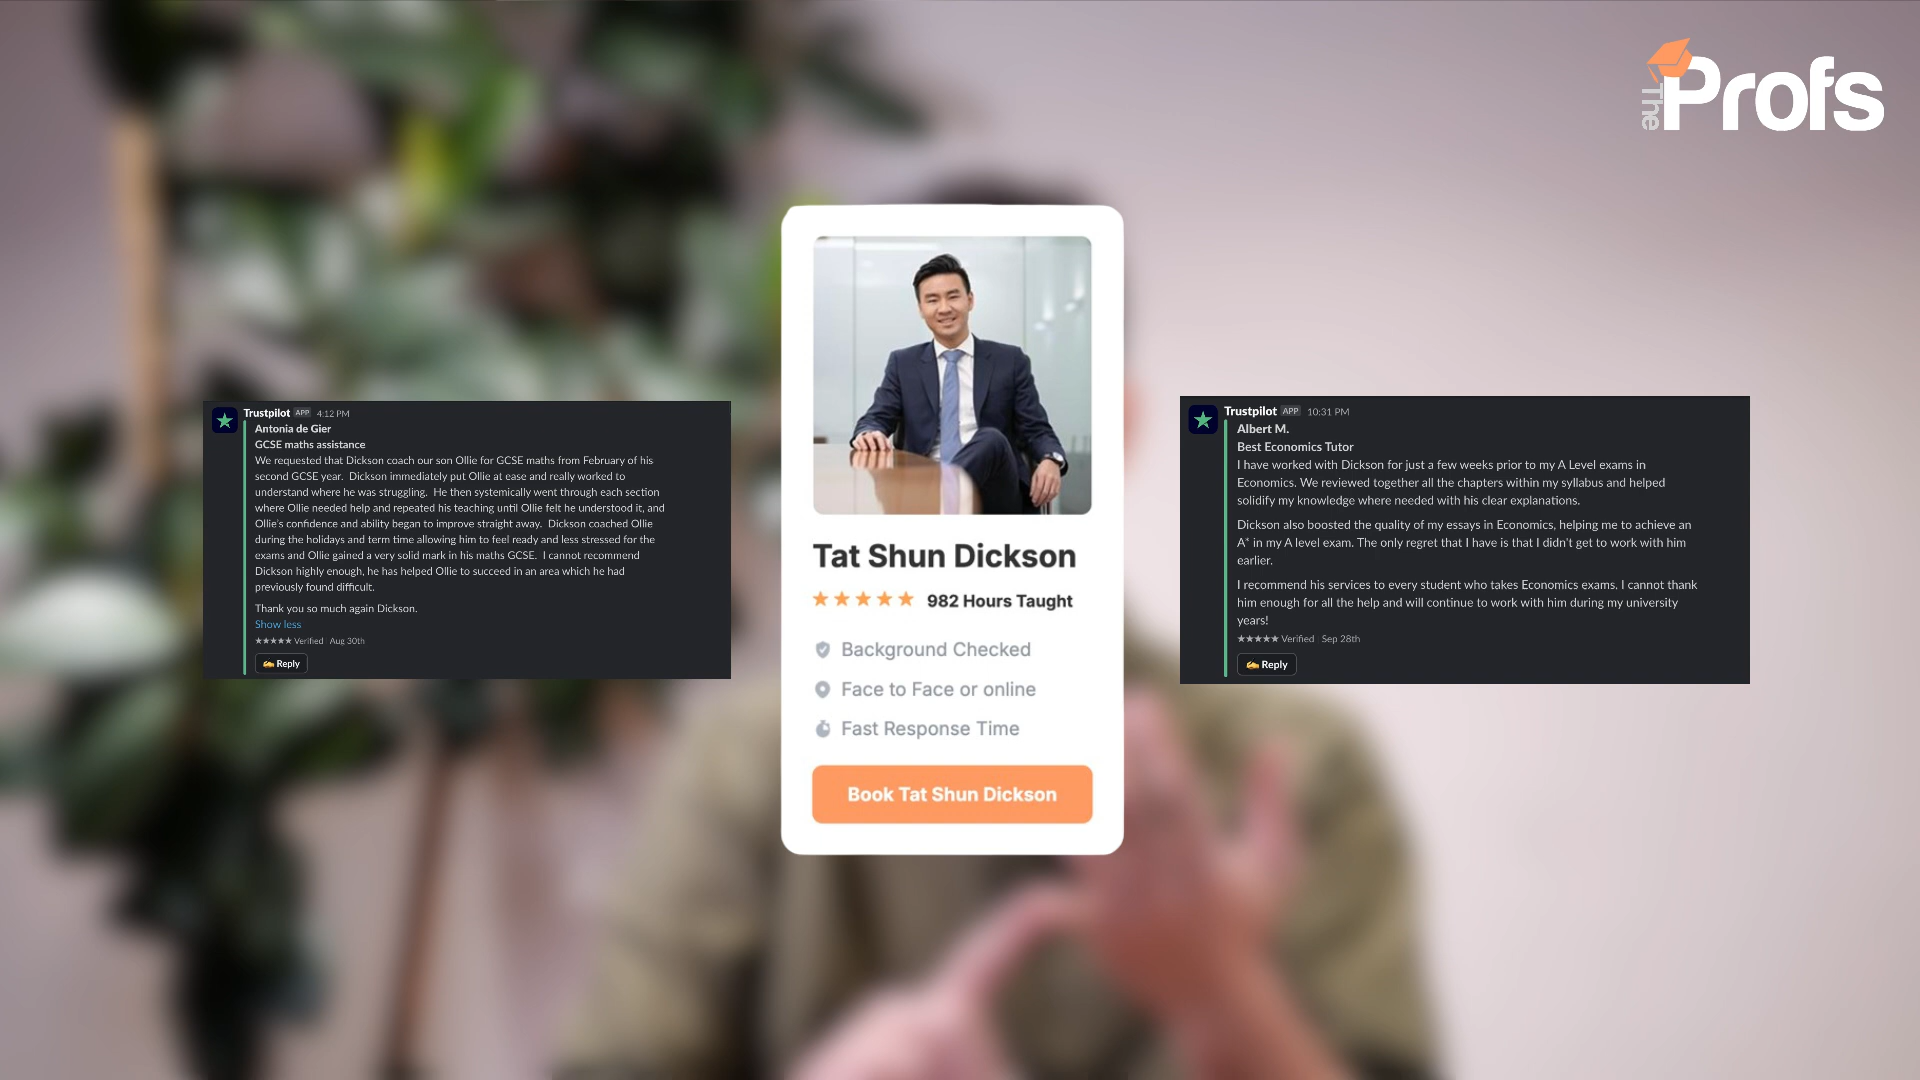 The Profs
Trustpilot APP 4:12 PM
Antonia de Gier
GCSE maths assistance
We requested that Dickson coach our son Ollie for GCSE maths from February of his
second GCSE year. Dickson immediately put Ollie at ease and really worked to
understand where he was struggling. He then systemically went through each section
where Ollie needed help and repeated his teaching until Ollie felt he understood it, and
Ollie's confidence and ability began to improve straight away. Dickson coached Ollie
during the holidays and term time allowing him to feel ready and less stressed for the
exams and Ollie gained a very solid mark in his maths GCSE. I cannot recommend
Dickson highly enough, he has helped Ollie to succeed in an area which he had
previously found difficult.
Thank you so much again Dickson.
Show less
★★★★★ Verified Aug 30th
Reply
Tat Shun Dickson
★★★★★ 982 Hours Taught
Background Checked
Face to Face or online
Fast Response Time
Book Tat Shun Dickson
Trustpilot APP 10:31 PM
Albert M.
Best Economics Tutor
I have worked with Dickson for just a few weeks prior to my A Level exams in
Economics. We reviewed together all the chapters within my syllabus and helped
solidify my knowledge where needed with his clear explanations.
Dickson also boosted the quality of my essays in Economics, helping me to achieve an
A* in my A level exam. The only regret that I have is that I didn't get to work with him
earlier.
I recommend his services to every student who takes Economics exams. I cannot thank
him enough for all the help and will continue to work with him during my university
years!
★★★★★ Verified Sep 28th
Reply